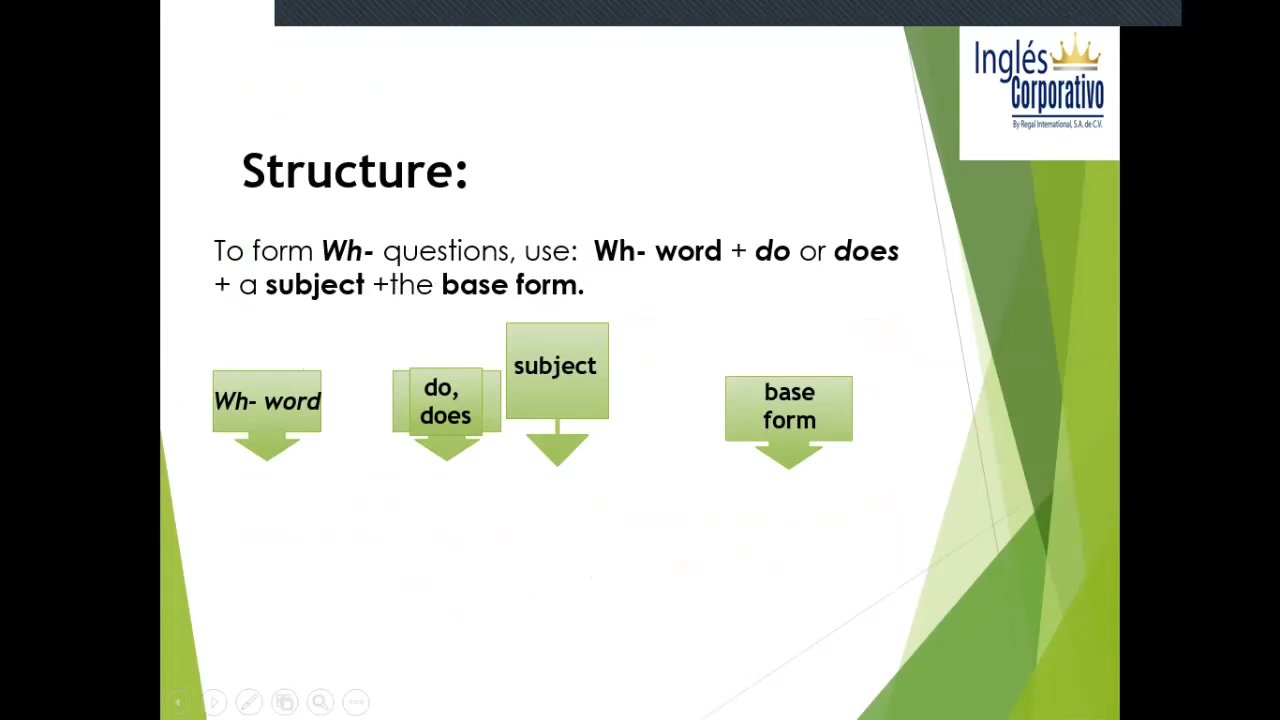 Inglés
Corporativo
By Regal International, S.A. de C.V.
Structure:
To form Wh- questions, use: Wh- word + do or does
+ a subject +the base form.
subject
Wh- word
do,
does
base
form